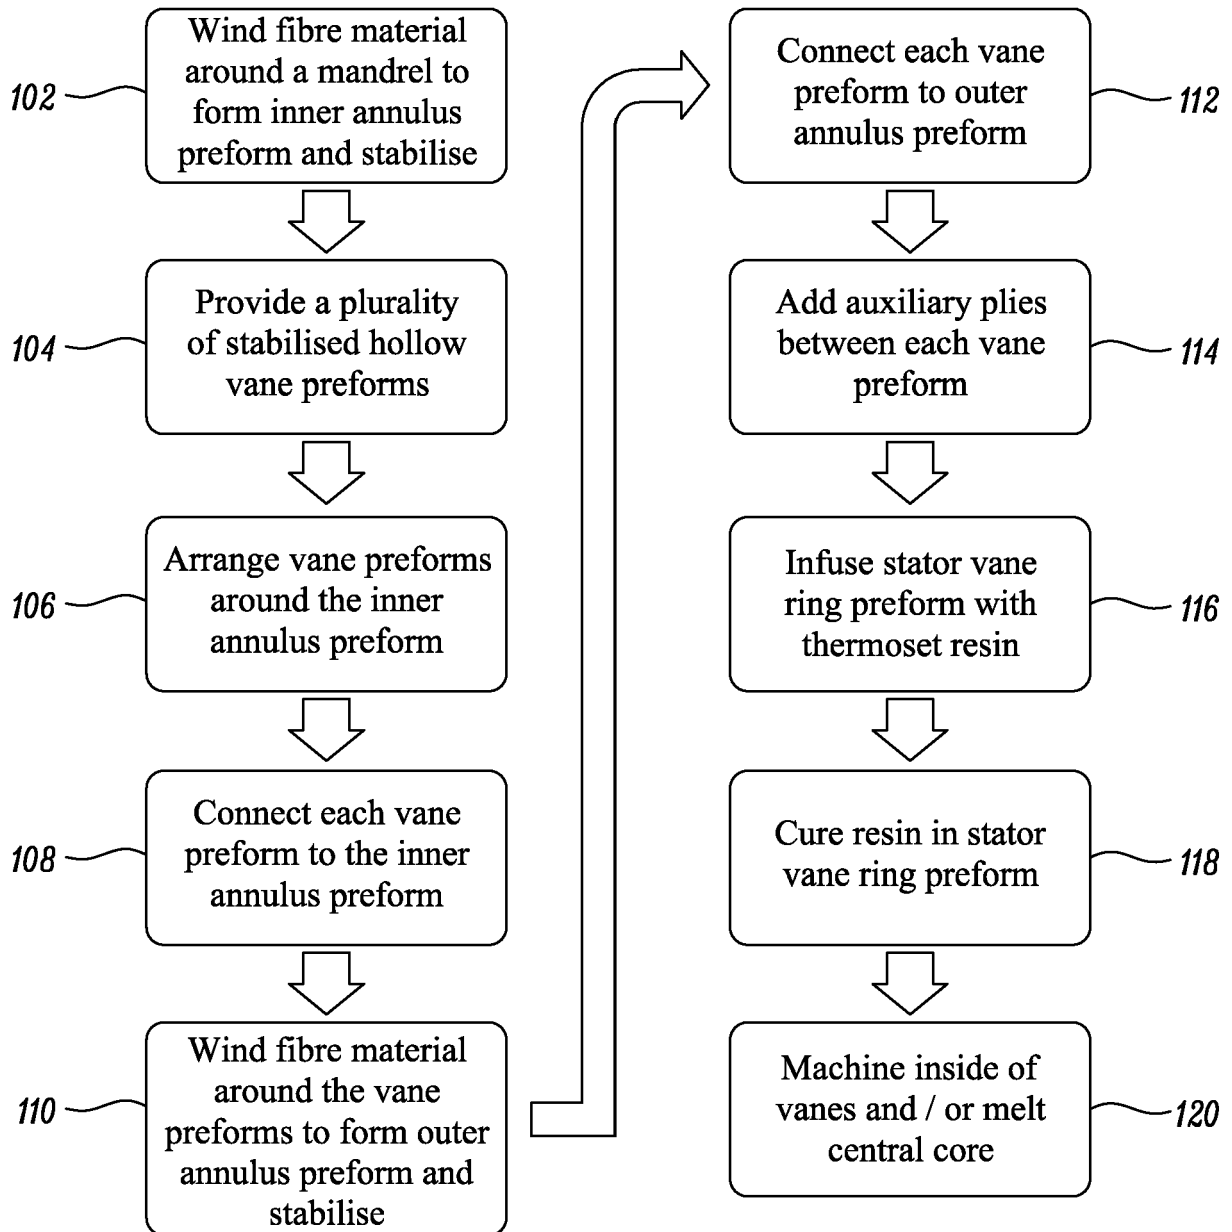 102
Wind fibre material
around a mandrel to
form inner annulus
preform and stabilise
104
Provide a plurality
of stabilised hollow
vane preforms
106
Arrange vane preforms
around the inner
annulus preform
108
Connect each vane
preform to the inner
annulus preform
110
Wind fibre material
around the vane
preforms to form outer
annulus preform and
stabilise
Connect each vane
preform to outer
annulus preform
112
Add auxiliary plies
between each vane
preform
114
Infuse stator vane
ring preform with
thermoset resin
116
Cure resin in stator
vane ring preform
118
Machine inside of
vanes and / or melt
central core
120